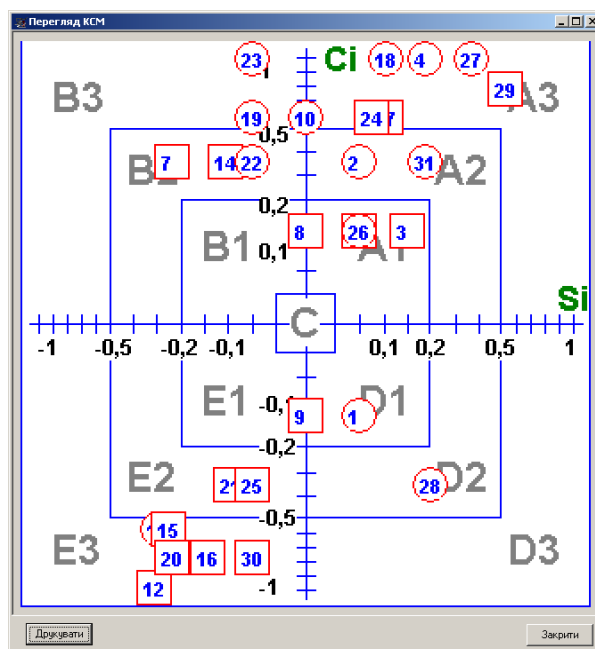 Перегляд КСМ
23 Ci 18 4 27
1
B3 29 A3
19 10 24 7
0,5
7 B2 14 22 2 31 A2
0,2
8 26 3
B1 0,1 A1
Si
C
-1 -0,5 -0,2 -0,1 0,1 0,2 0,5 1
E1 -0,1 D1
9 1
-0,2
E2 21 25 28 D2
-0,5
15
E3 20 16 30 D3
12 -1
Друкувати Закрити